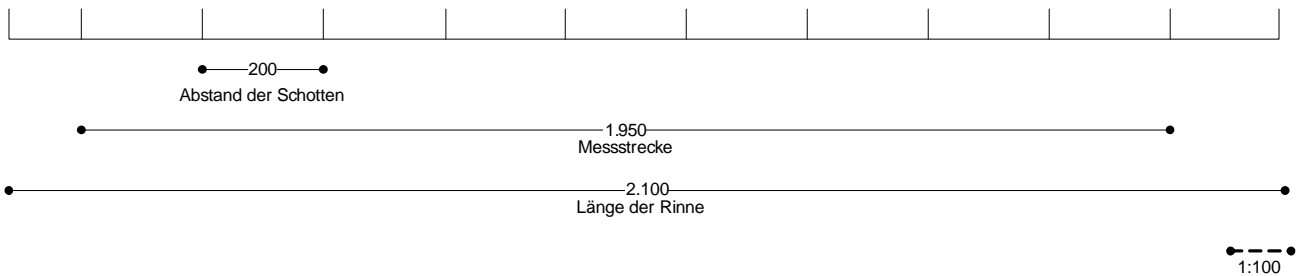 200
Abstand der Schotten
1.950
Messstrecke
2.100
Länge der Rinne
1:100